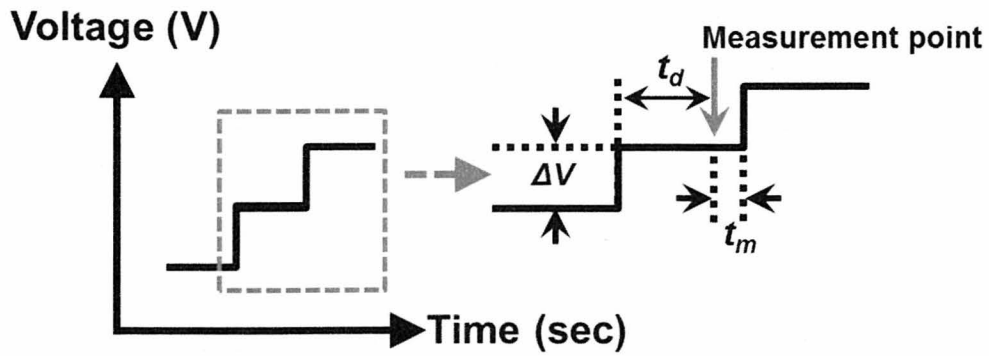 Voltage (V)
Measurement point
t_d
ΔV
t_m
Time (sec)